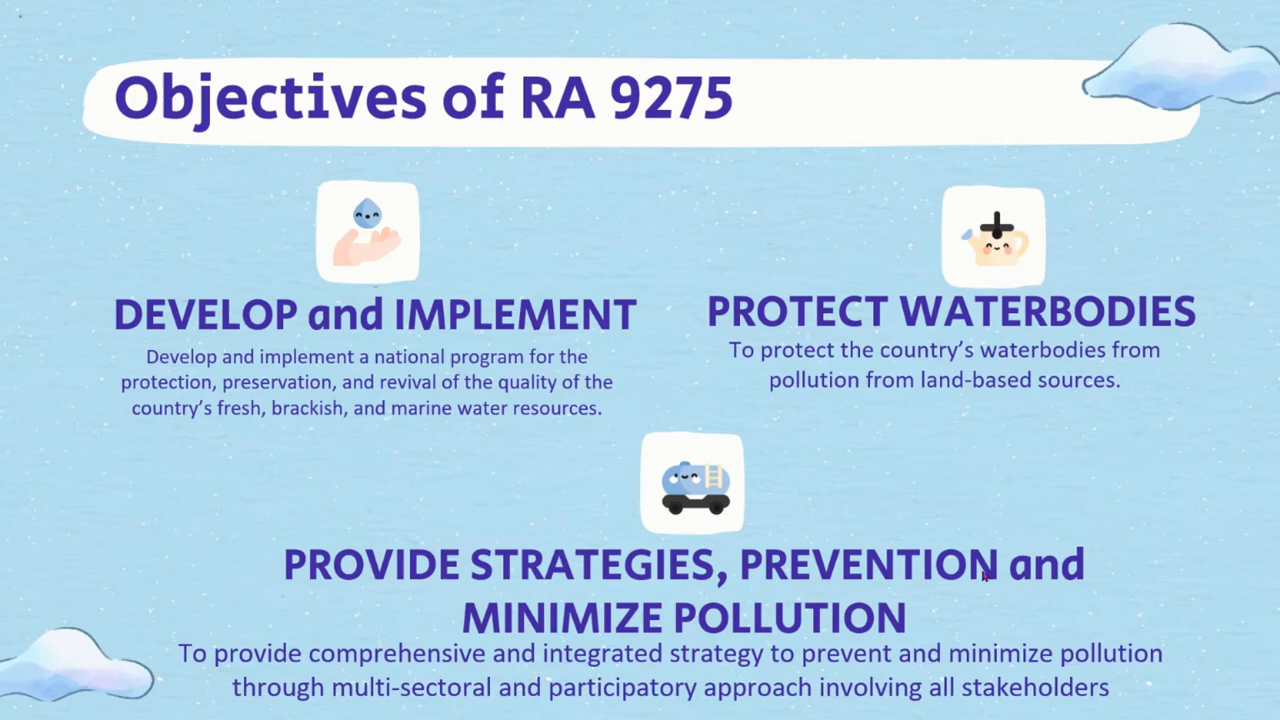 Objectives of RA 9275
DEVELOP and IMPLEMENT
Develop and implement a national program for the
protection, preservation, and revival of the quality of the
country’s fresh, brackish, and marine water resources.
PROTECT WATERBODIES
To protect the country’s waterbodies from
pollution from land-based sources.
PROVIDE STRATEGIES, PREVENTION and
MINIMIZE POLLUTION
To provide comprehensive and integrated strategy to prevent and minimize pollution
through multi-sectoral and participatory approach involving all stakeholders